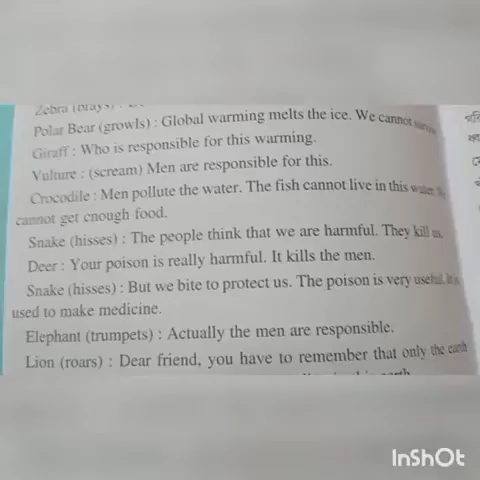 Zebra (brays) :
Polar Bear (growls) : Global warming melts the ice. We cannot survive
Giraff : Who is responsible for this warming.
Vulture : (scream) Men are responsible for this.
Crocodile : Men pollute the water. The fish cannot live in this water. We
cannot get enough food.
Snake (hisses) : The people think that we are harmful. They kill us.
Deer : Your poison is really harmful. It kills the men.
Snake (hisses) : But we bite to protect us. The poison is very useful. It is
used to make medicine.
Elephant (trumpets) : Actually the men are responsible.
Lion (roars) : Dear friend, you have to remember that only the earth
earth
InShOt